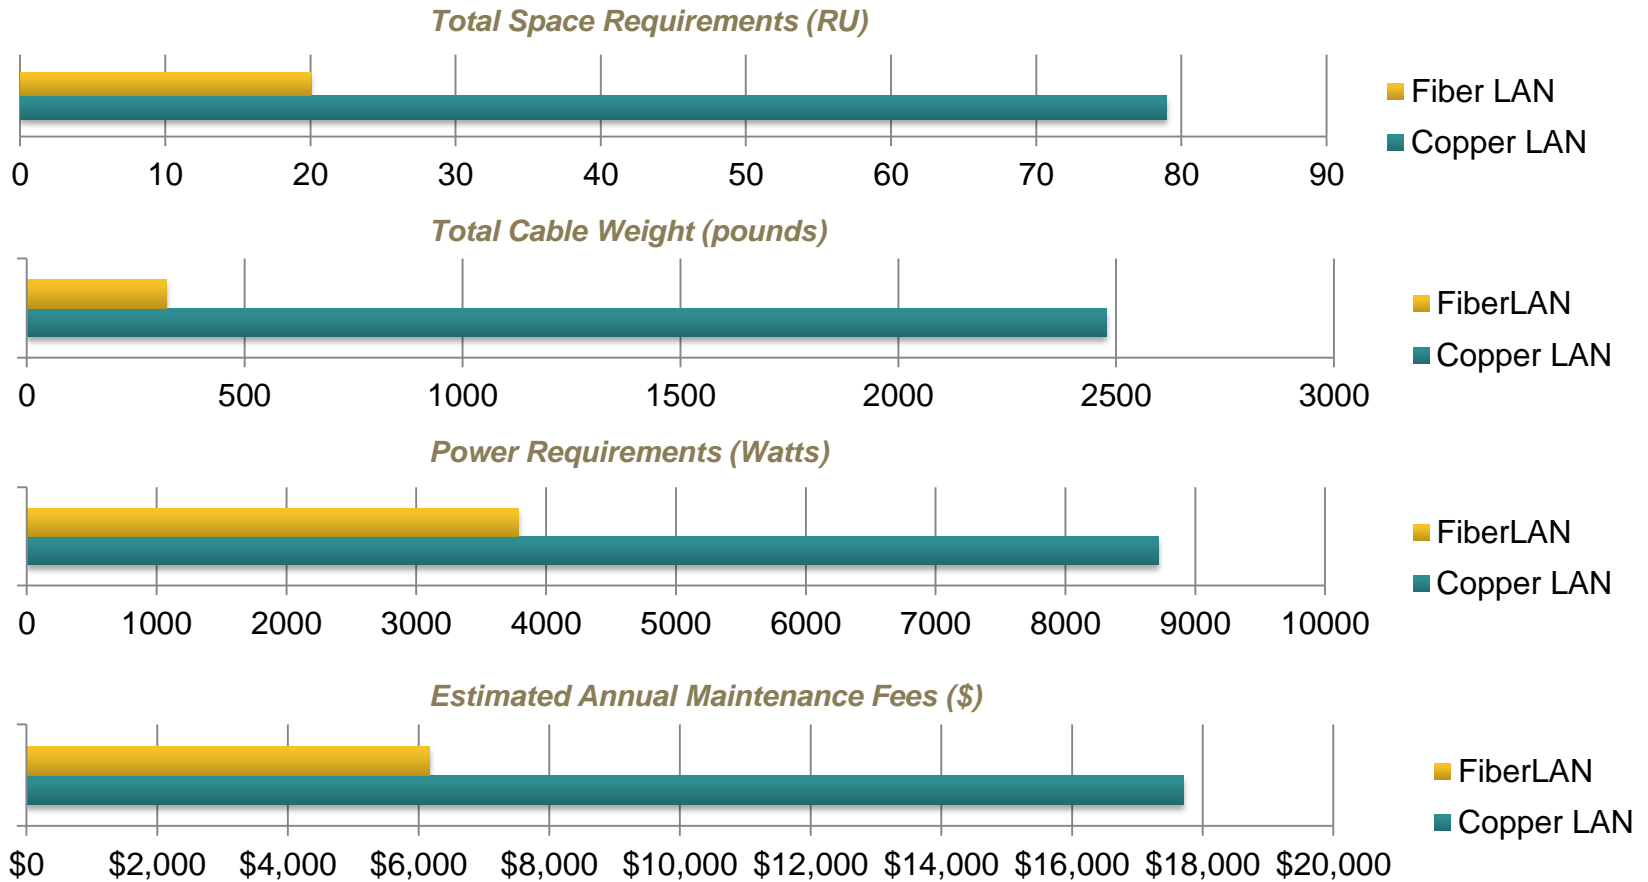 Total Space Requirements (RU)
Fiber LAN
Copper LAN
0 10 20 30 40 50 60 70 80 90
Total Cable Weight (pounds)
FiberLAN
Copper LAN
0 500 1000 1500 2000 2500 3000
Power Requirements (Watts)
FiberLAN
Copper LAN
0 1000 2000 3000 4000 5000 6000 7000 8000 9000 10000
Estimated Annual Maintenance Fees ($)
FiberLAN
Copper LAN
$0 $2,000 $4,000 $6,000 $8,000 $10,000 $12,000 $14,000 $16,000 $18,000 $20,000